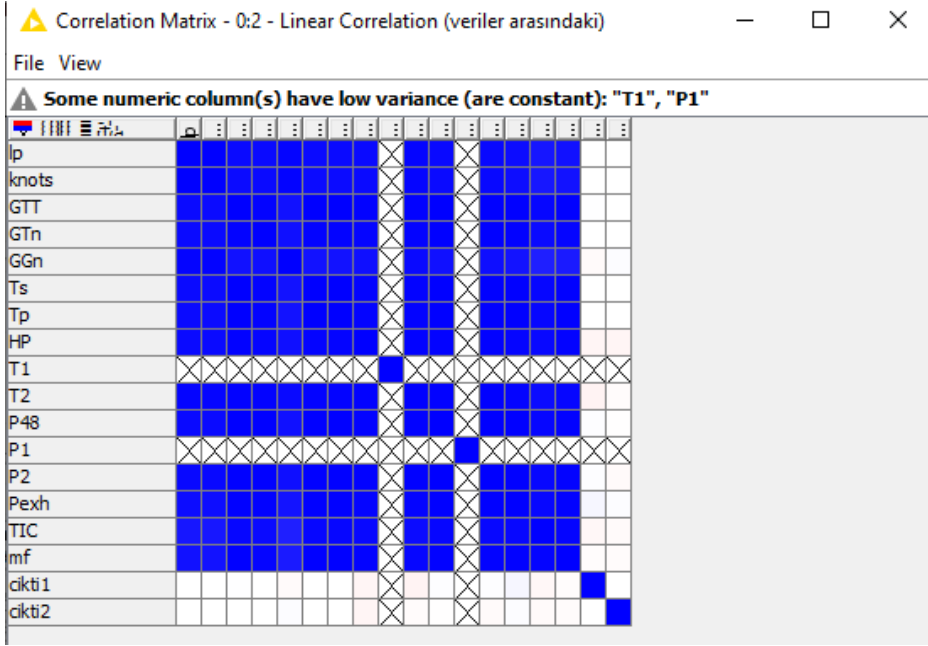 Correlation Matrix - 0:2 - Linear Correlation (veriler arasındaki)
File View
Some numeric column(s) have low variance (are constant): "T1", "P1"
lp
knots
GTT
GTn
GGn
Ts
Tp
HP
T1
T2
P48
P1
P2
Pexh
TIC
mf
cikti1
cikti2